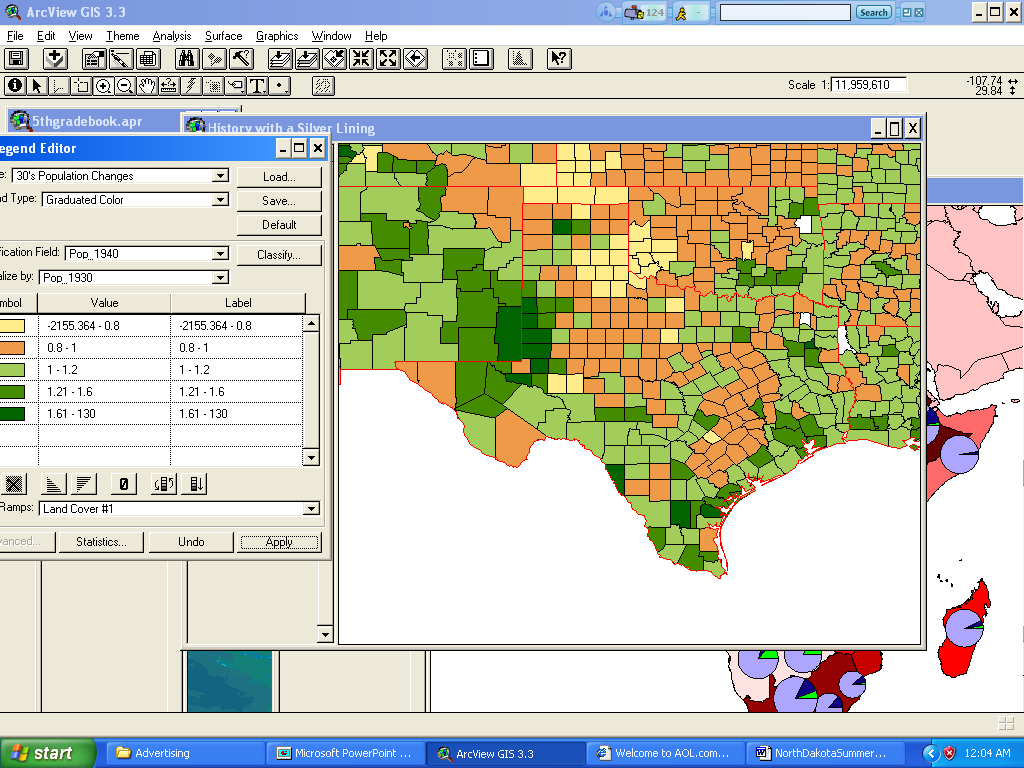 ArcView GIS 3.3
124
-
Search
File Edit View Theme Analysis Surface Graphics Window Help
Scale 1: 11,959,610
-107.74
29.84
5thgradebook.apr
History with a Silver Lining
egend Editor
e: 30's Population Changes
Load...
nd Type: Graduated Color
Save...
Default
ification Field: Pop_1940
Classify...
alize by: Pop_1930
mbol Value Label
-2155.364 - 0.8 -2155.364 - 0.8
0.8 - 1 0.8 - 1
1 - 1.2 1 - 1.2
1.21 - 1.6 1.21 - 1.6
1.61 - 130 1.61 - 130
Ramps: Land Cover #1
vanced... Statistics... Undo Apply
start Advertising Microsoft PowerPoint ... ArcView GIS 3.3 Welcome to AOL.com... NorthDakotaSummer... 12:04 AM